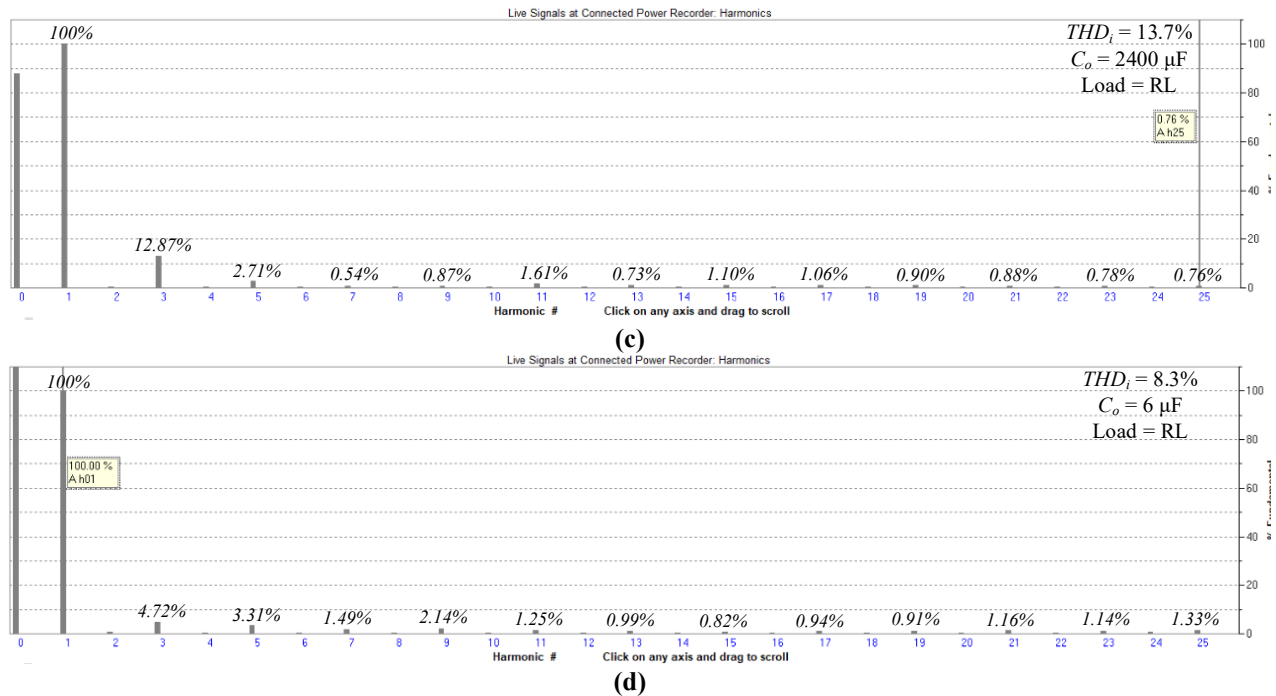 Live Signals at Connected Power Recorder: Harmonics
100%
THDi = 13.7%
Co = 2400 μF
Load = RL
100
80
60
40
20
0
0.76 %
A h25
12.87% 2.71% 0.54% 0.87% 1.61% 0.73% 1.10% 1.06% 0.90% 0.88% 0.78% 0.76%
0 1 2 3 4 5 6 7 8 9 10 11 12 13 14 15 16 17 18 19 20 21 22 23 24 25
Harmonic # Click on any axis and drag to scroll
(c)
Live Signals at Connected Power Recorder: Harmonics
100%
THDi = 8.3%
Co = 6 μF
Load = RL
100
80
60
40
20
0
% Fundamental
100.00 %
A h01
4.72% 3.31% 1.49% 2.14% 1.25% 0.99% 0.82% 0.94% 0.91% 1.16% 1.14% 1.33%
0 1 2 3 4 5 6 7 8 9 10 11 12 13 14 15 16 17 18 19 20 21 22 23 24 25
Harmonic # Click on any axis and drag to scroll
(d)